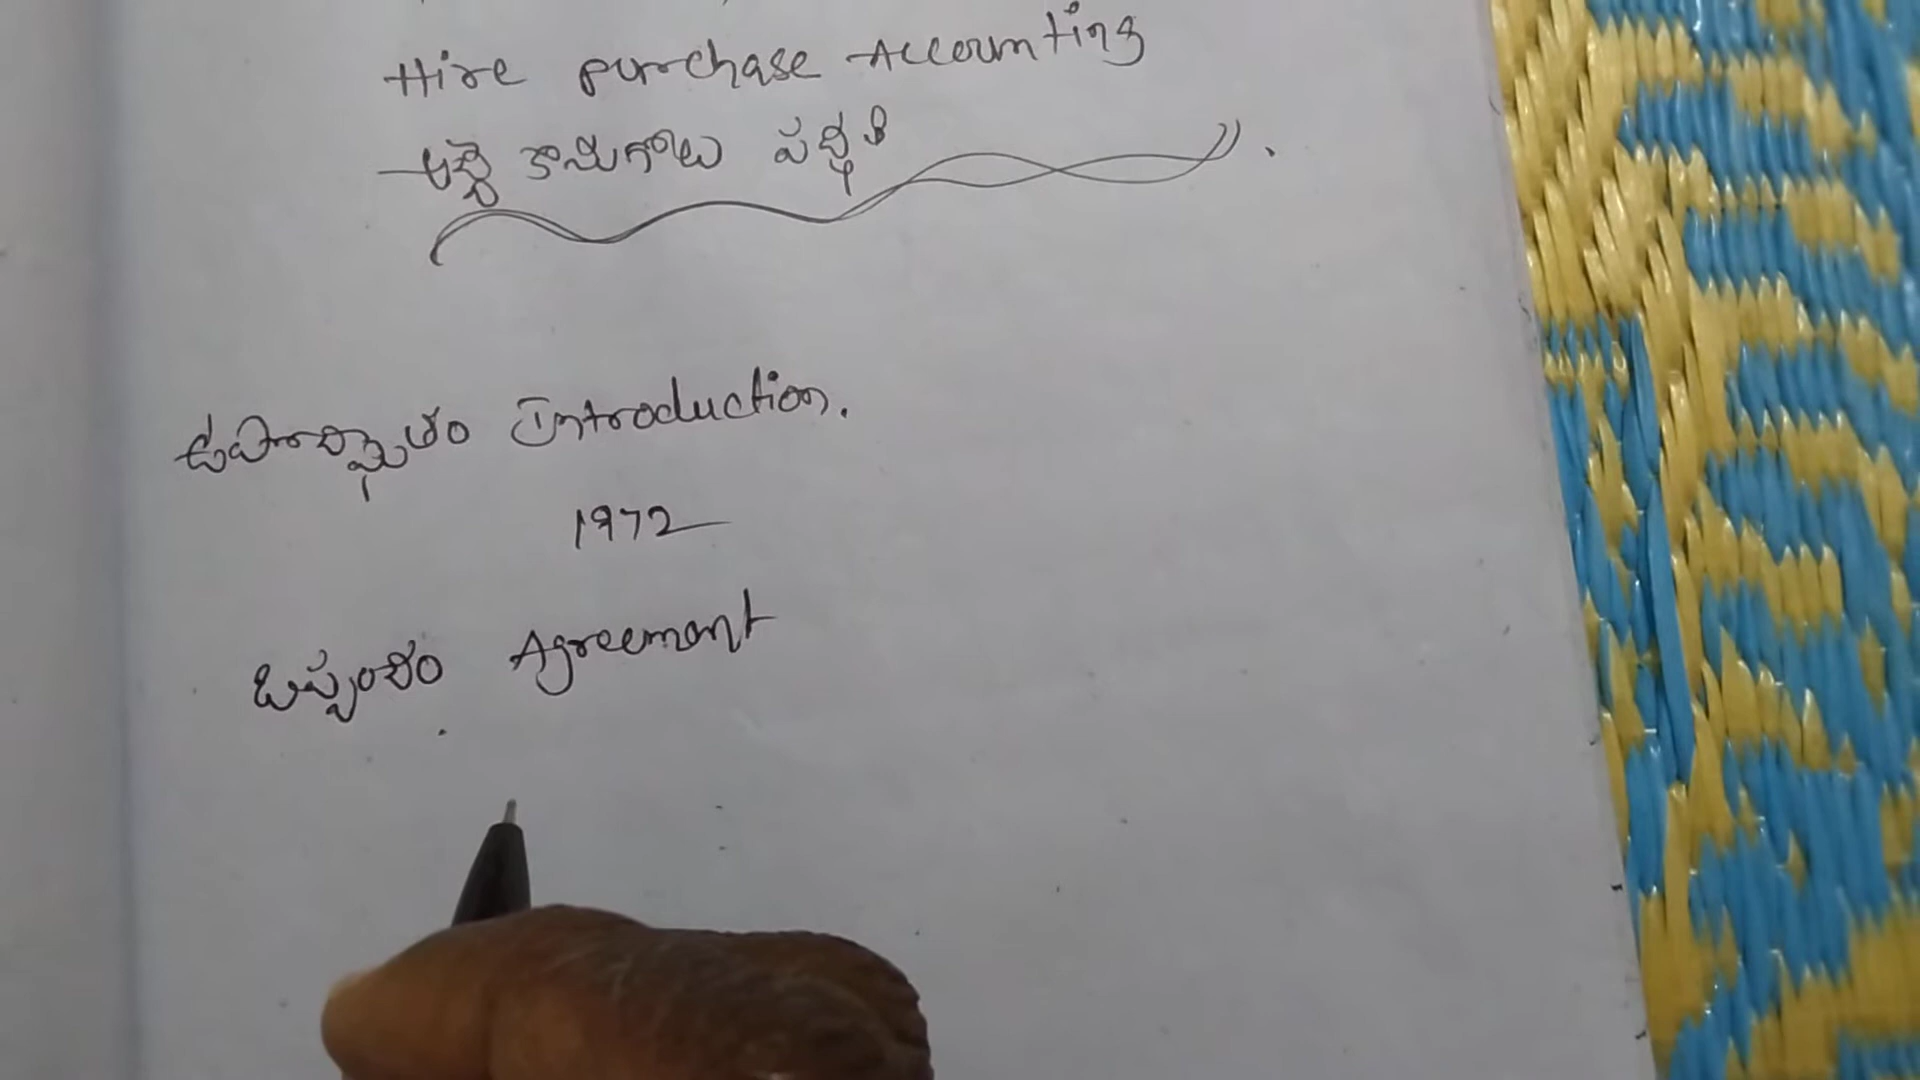 Hire purchase Accounting
అద్దె కొనుగోలు పద్ధతి
ఉపోద్ఘాతం Introduction.
1972
ఒప్పందం Agreement